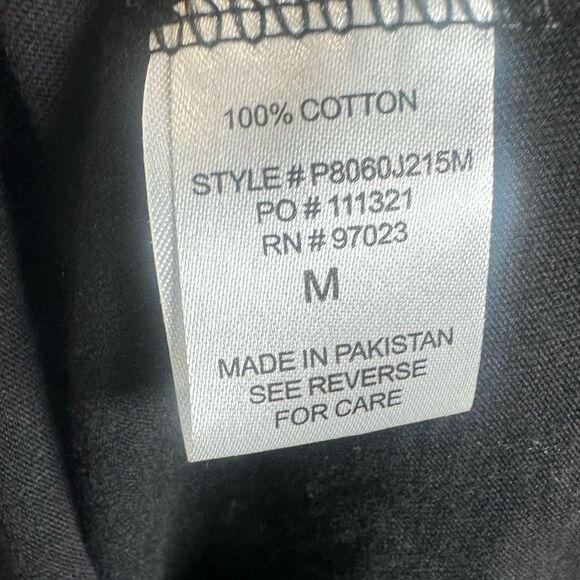 100% COTTON
STYLE # P8060J215M
PO # 111321
RN # 97023
M
MADE IN PAKISTAN
SEE REVERSE
FOR CARE